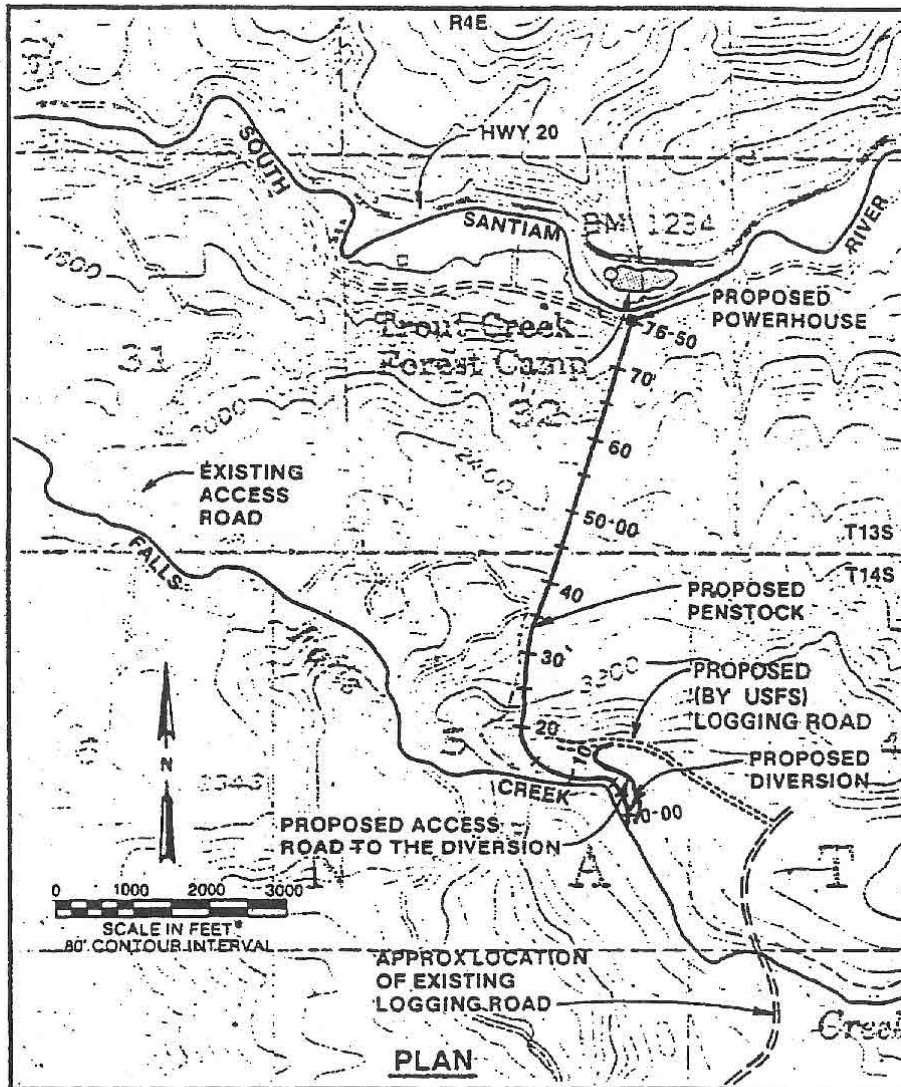 R4E
HWY 20
SOUTH
SANTIAM
RIVER
1234
PROPOSED
POWERHOUSE
76-50
Trout Creek
Forest Camp
70
31
32
60
EXISTING
ACCESS
ROAD
50-00
T13S
T14S
FALLS
40
PROPOSED
PENSTOCK
30
PROPOSED
(BY USFS)
LOGGING ROAD
20
5
6
10
N
PROPOSED
DIVERSION
CREEK
0-00
PROPOSED ACCESS
ROAD TO THE DIVERSION
A
T
0 1000 2000 3000
SCALE IN FEET
80' CONTOUR INTERVAL
APPROX LOCATION
OF EXISTING
LOGGING ROAD
Creek
PLAN